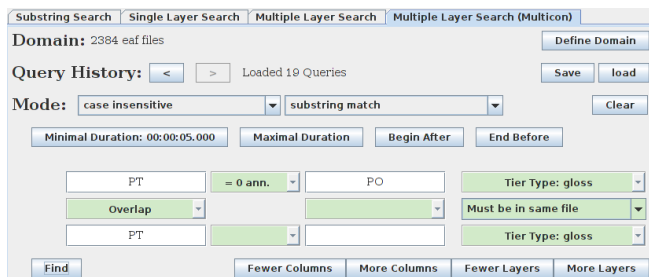 Substring Search Single Layer Search Multiple Layer Search Multiple Layer Search (Multicon)
Domain: 2384 eaf files Define Domain
Query History: < > Loaded 19 Queries Save load
Mode: case insensitive substring match Clear
Minimal Duration: 00:00:05.000 Maximal Duration Begin After End Before
PT = 0 ann. PO Tier Type: gloss
Overlap Must be in same file
PT Tier Type: gloss
Find Fewer Columns More Columns Fewer Layers More Layers